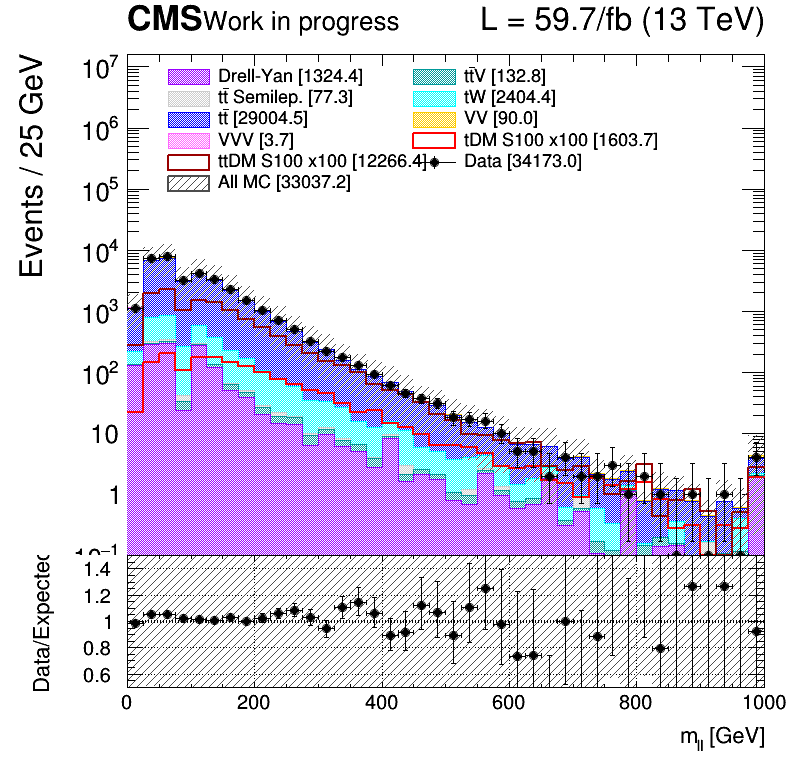 CMS Work in progress L = 59.7/fb (13 TeV)
Events / 25 GeV
10⁷
10⁶
10⁵
10⁴
10³
10²
10
1
10⁻¹
Drell-Yan [1324.4] tt̄V [132.8]
tt̄ Semilep. [77.3] tW [2404.4]
tt̄ [29004.5] VV [90.0]
VVV [3.7] tDM S100 x100 [1603.7]
ttDM S100 x100 [12266.4] Data [34173.0]
All MC [33037.2]
Data/Expected
1.4
1.2
1
0.8
0.6
0 200 400 600 800 1000
m_ll [GeV]